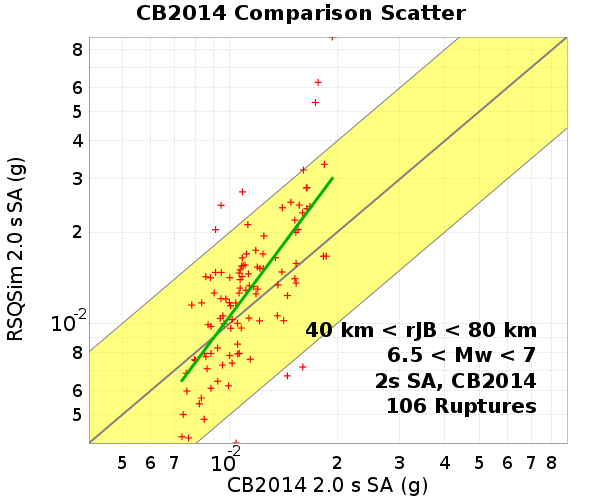 CB2014 Comparison Scatter
RSQSim 2.0 s SA (g)
8
6
5
4
3
2
10-2
8
6
5
40 km < rJB < 80 km
6.5 < Mw < 7
2s SA, CB2014
106 Ruptures
5 6 7 10-2 2 3 4 5 6 7 8
CB2014 2.0 s SA (g)